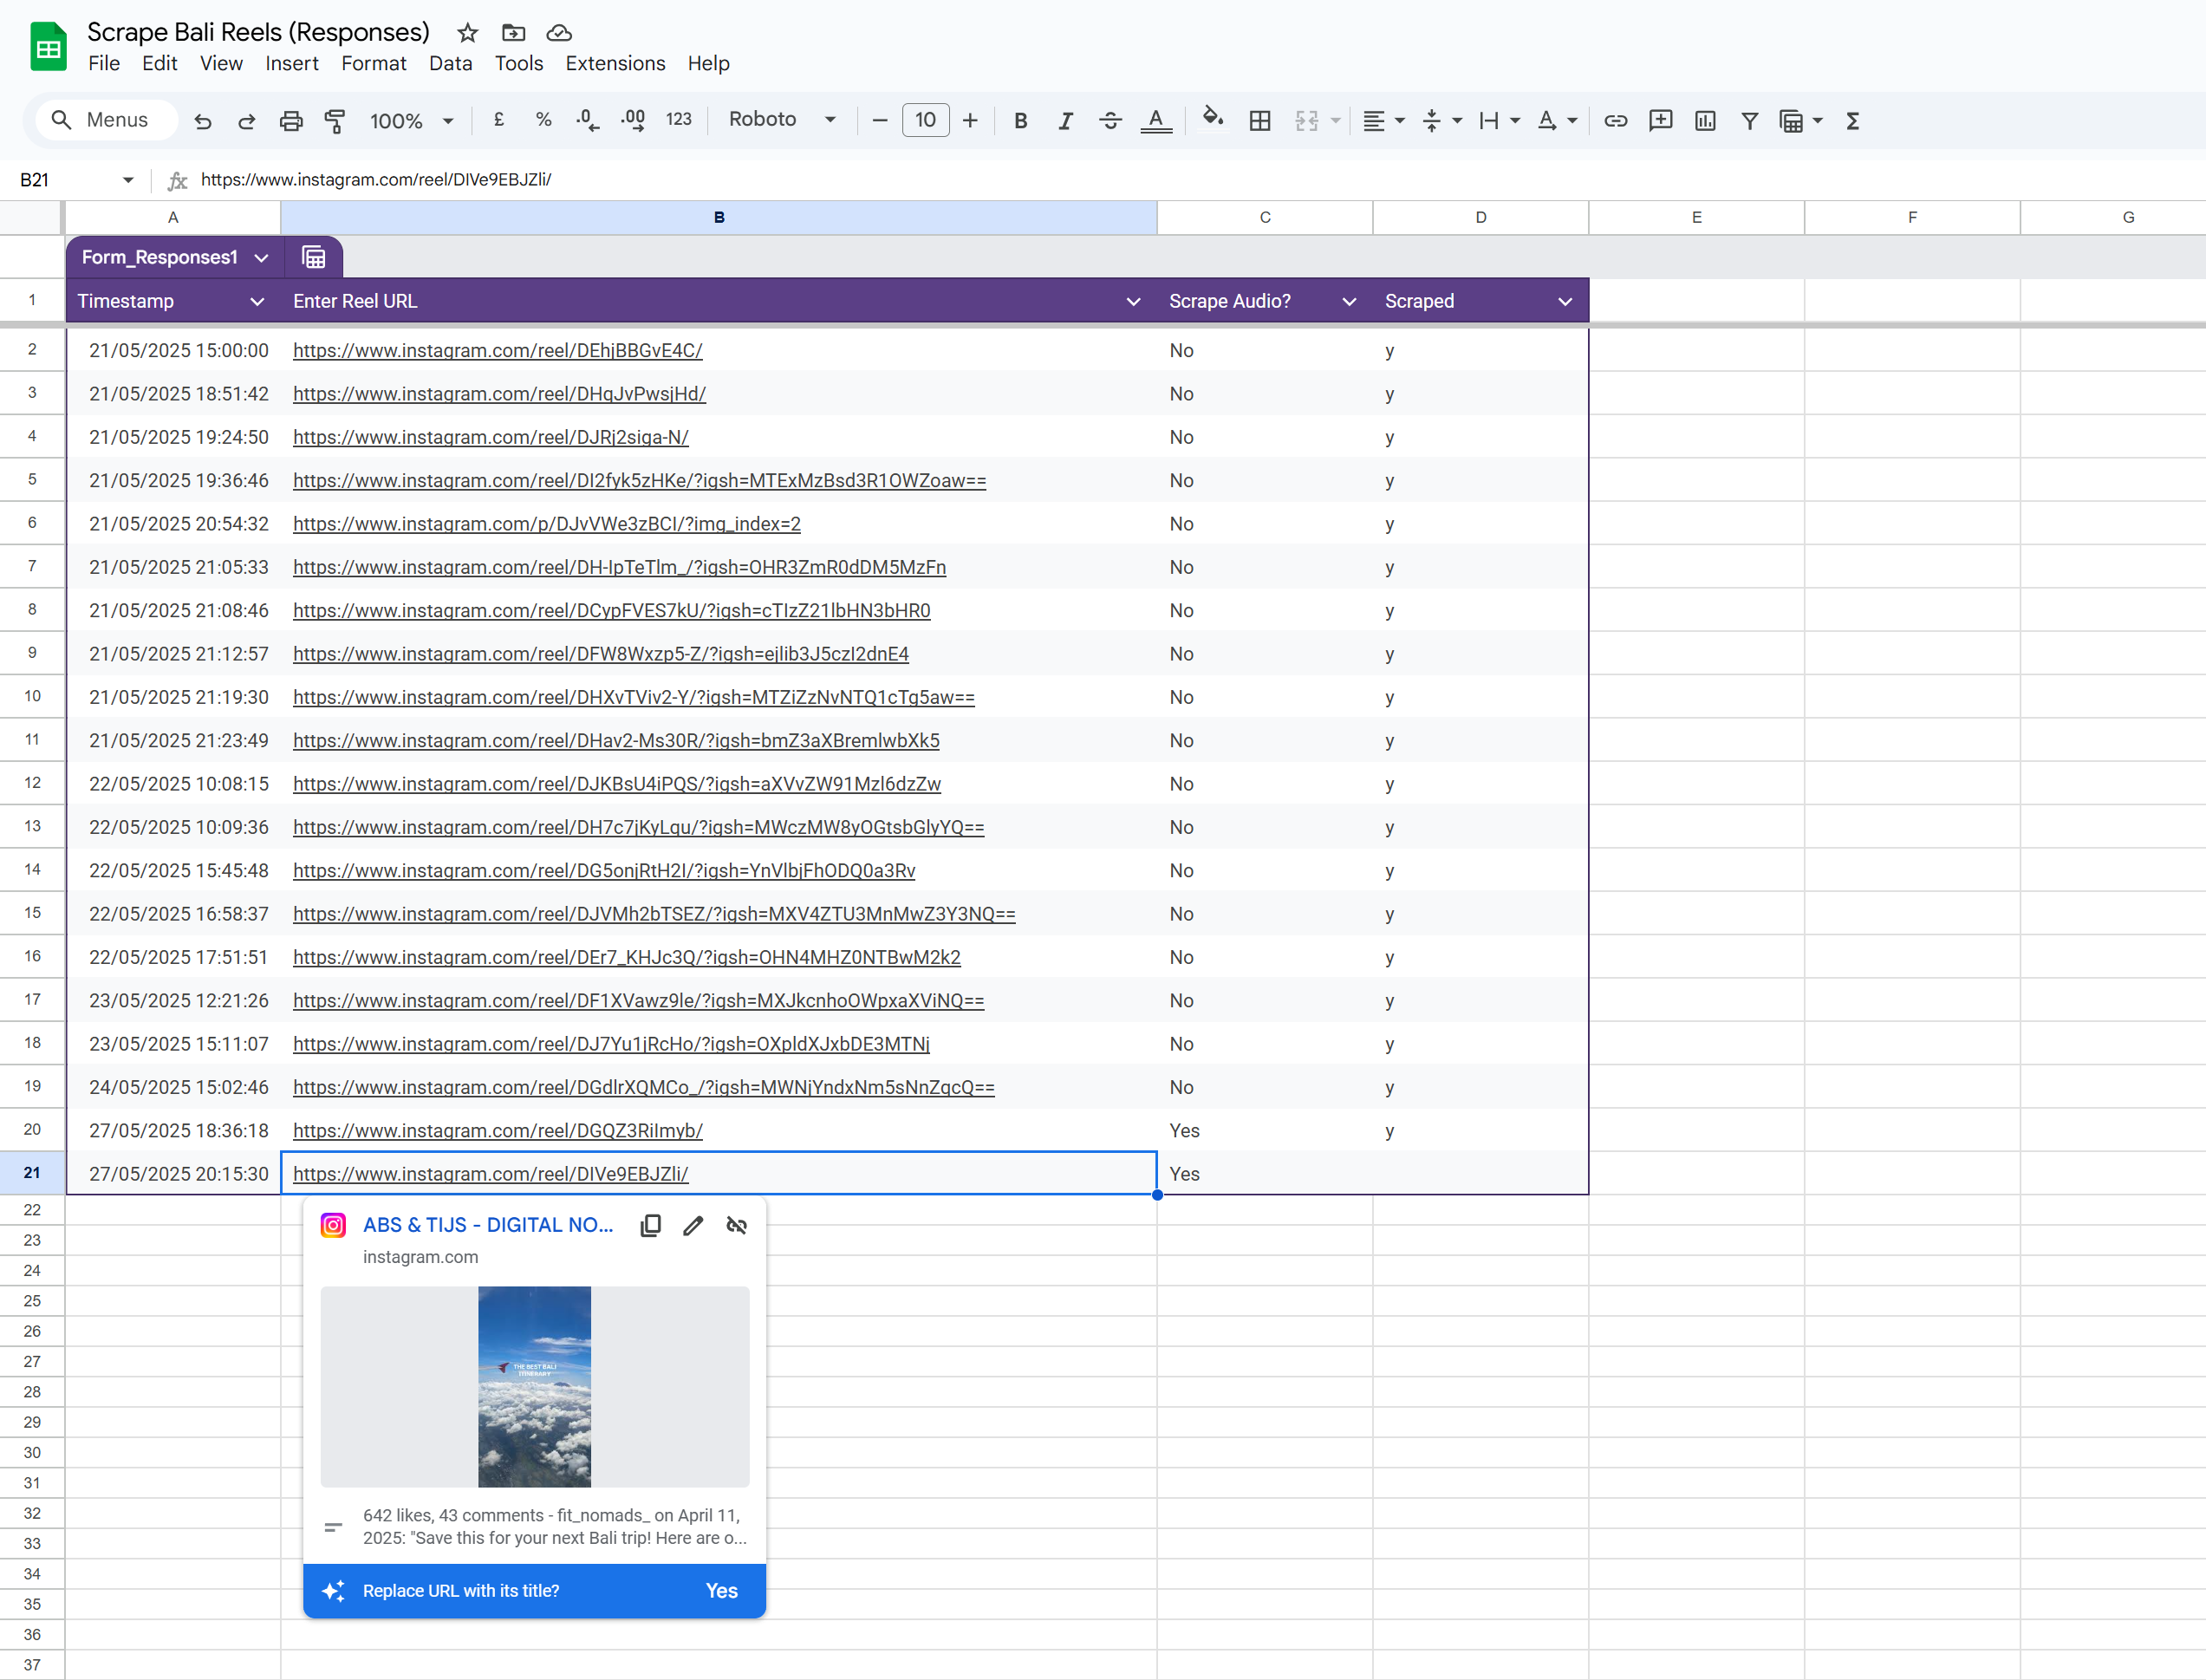 Scrape Bali Reels (Responses)
File Edit View Insert Format Data Tools Extensions Help
Menus 100% £ % .0 .00 123 Roboto 10 B I S A
B21 fx https://www.instagram.com/reel/DIVe9EBJZli/
A B C D E F G
Form_Responses1
1 Timestamp Enter Reel URL Scrape Audio? Scraped
2 21/05/2025 15:00:00 https://www.instagram.com/reel/DEhjBBGvE4C/ No y
3 21/05/2025 18:51:42 https://www.instagram.com/reel/DHqJvPwsjHd/ No y
4 21/05/2025 19:24:50 https://www.instagram.com/reel/DJRj2siga-N/ No y
5 21/05/2025 19:36:46 https://www.instagram.com/reel/DI2fyk5zHKe/?igsh=MTExMzBsd3R1OWZoaw== No y
6 21/05/2025 20:54:32 https://www.instagram.com/p/DJvVWe3zBCI/?img_index=2 No y
7 21/05/2025 21:05:33 https://www.instagram.com/reel/DH-IpTeTlm_/?igsh=OHR3ZmR0dDM5MzFn No y
8 21/05/2025 21:08:46 https://www.instagram.com/reel/DCypFVES7kU/?igsh=cTIzZ21lbHN3bHR0 No y
9 21/05/2025 21:12:57 https://www.instagram.com/reel/DFW8Wxzp5-Z/?igsh=ejlib3J5czI2dnE4 No y
10 21/05/2025 21:19:30 https://www.instagram.com/reel/DHXvTViv2-Y/?igsh=MTZiZzNvNTQ1cTg5aw== No y
11 21/05/2025 21:23:49 https://www.instagram.com/reel/DHav2-Ms30R/?igsh=bmZ3aXBremlwbXk5 No y
12 22/05/2025 10:08:15 https://www.instagram.com/reel/DJKBsU4iPQS/?igsh=aXVvZW91Mzl6dzZw No y
13 22/05/2025 10:09:36 https://www.instagram.com/reel/DH7c7jKyLqu/?igsh=MWczMW8yOGtsbGlyYQ== No y
14 22/05/2025 15:45:48 https://www.instagram.com/reel/DG5onjRtH2I/?igsh=YnVlbjFhODQ0a3Rv No y
15 22/05/2025 16:58:37 https://www.instagram.com/reel/DJVMh2bTSEZ/?igsh=MXV4ZTU3MnMwZ3Y3NQ== No y
16 22/05/2025 17:51:51 https://www.instagram.com/reel/DEr7_KHJc3Q/?igsh=OHN4MHZ0NTBwM2k2 No y
17 23/05/2025 12:21:26 https://www.instagram.com/reel/DF1XVawz9le/?igsh=MXJkcnhoOWpxaXViNQ== No y
18 23/05/2025 15:11:07 https://www.instagram.com/reel/DJ7Yu1jRcHo/?igsh=OXpldXJxbDE3MTNj No y
19 24/05/2025 15:02:46 https://www.instagram.com/reel/DGdlrXQMCo_/?igsh=MWNjYndxNm5sNnZqcQ== No y
20 27/05/2025 18:36:18 https://www.instagram.com/reel/DGQZ3RiImyb/ Yes y
21 27/05/2025 20:15:30 https://www.instagram.com/reel/DIVe9EBJZli/ Yes
22
23
24
25
26
27
28
29
30
31
32
33
34
35
36
37
ABS & TIJS - DIGITAL NO...
instagram.com
THE BEST BALI
ITINERARY
642 likes, 43 comments - fit_nomads_ on April 11,
2025: "Save this for your next Bali trip! Here are o...
Replace URL with its title? Yes